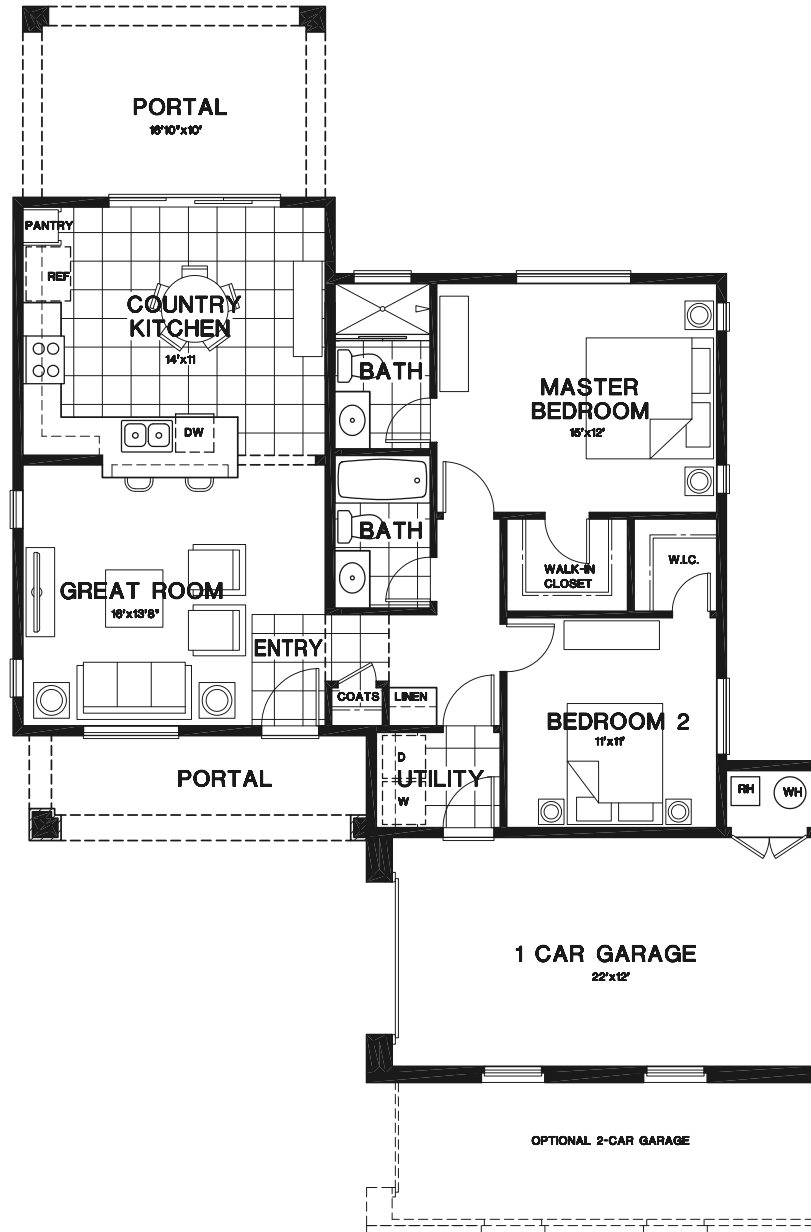 PORTAL
16'10"x10'
PANTRY
REF
COUNTRY
KITCHEN
14'x11
BATH
MASTER
BEDROOM
15'x12'
DW
BATH
WALK-IN
CLOSET
W.I.C.
GREAT ROOM
16'x13'8"
ENTRY
COATS
LINEN
BEDROOM 2
11'x11'
PORTAL
D
UTILITY
W
RH
WH
1 CAR GARAGE
22'x12'
OPTIONAL 2-CAR GARAGE